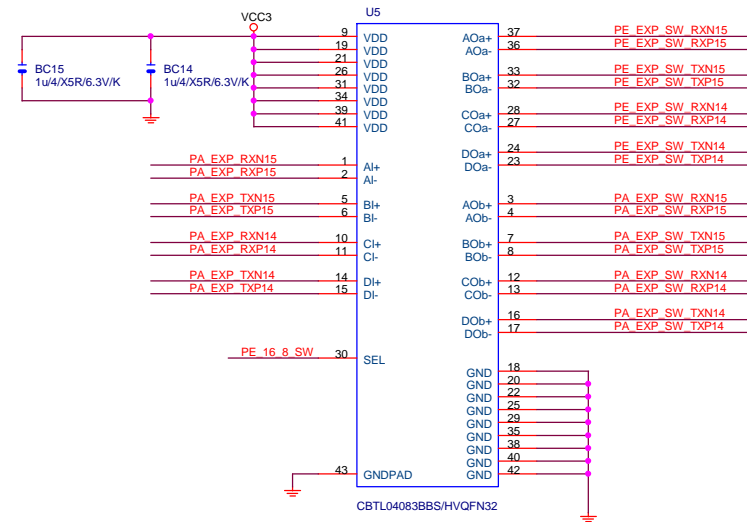 VCC3
U5
BC15
1u/4/X5R/6.3V/K
BC14
1u/4/X5R/6.3V/K
9 VDD
19 VDD
21 VDD
26 VDD
31 VDD
34 VDD
39 VDD
41 VDD
PA_EXP_RXN15 1 AI+
PA_EXP_RXP15 2 AI-
PA_EXP_TXN15 5 BI+
PA_EXP_TXP15 6 BI-
PA_EXP_RXN14 10 CI+
PA_EXP_RXP14 11 CI-
PA_EXP_TXN14 14 DI+
PA_EXP_TXP14 15 DI-
PE_16_8_SW 30 SEL
43 GNDPAD
AOa+ 37 PE_EXP_SW_RXN15
AOa- 36 PE_EXP_SW_RXP15
BOa+ 33 PE_EXP_SW_TXN15
BOa- 32 PE_EXP_SW_TXP15
COa+ 28 PE_EXP_SW_RXN14
COa- 27 PE_EXP_SW_RXP14
DOa+ 24 PE_EXP_SW_TXN14
DOa- 23 PE_EXP_SW_TXP14
AOb+ 3 PA_EXP_SW_RXN15
AOb- 4 PA_EXP_SW_RXP15
BOb+ 7 PA_EXP_SW_TXN15
BOb- 8 PA_EXP_SW_TXP15
COb+ 12 PA_EXP_SW_RXN14
COb- 13 PA_EXP_SW_RXP14
DOb+ 16 PA_EXP_SW_TXN14
DOb- 17 PA_EXP_SW_TXP14
GND 18
GND 20
GND 22
GND 25
GND 29
GND 35
GND 38
GND 40
GND 42
CBTL04083BBS/HVQFN32